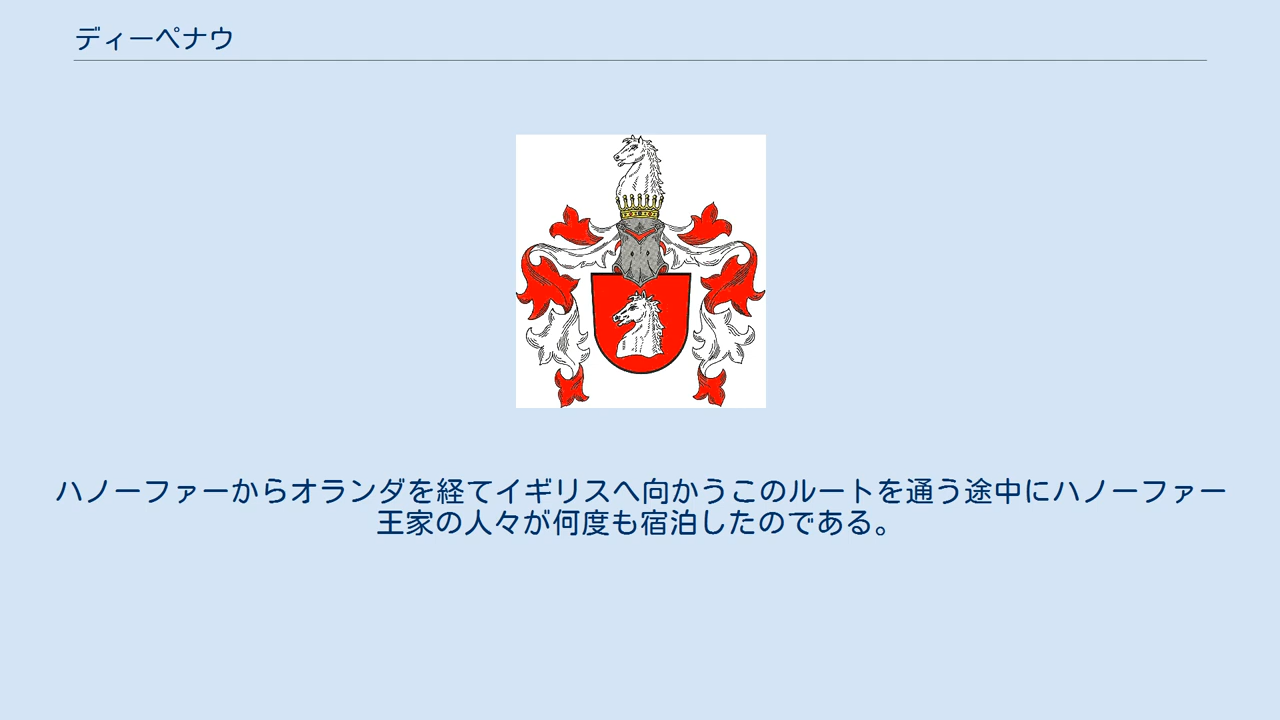 ディーペナウ
ハノーファーからオランダを経てイギリスへ向かうこのルートを通う途中にハノーファー
王家の人々が何度も宿泊したのである。